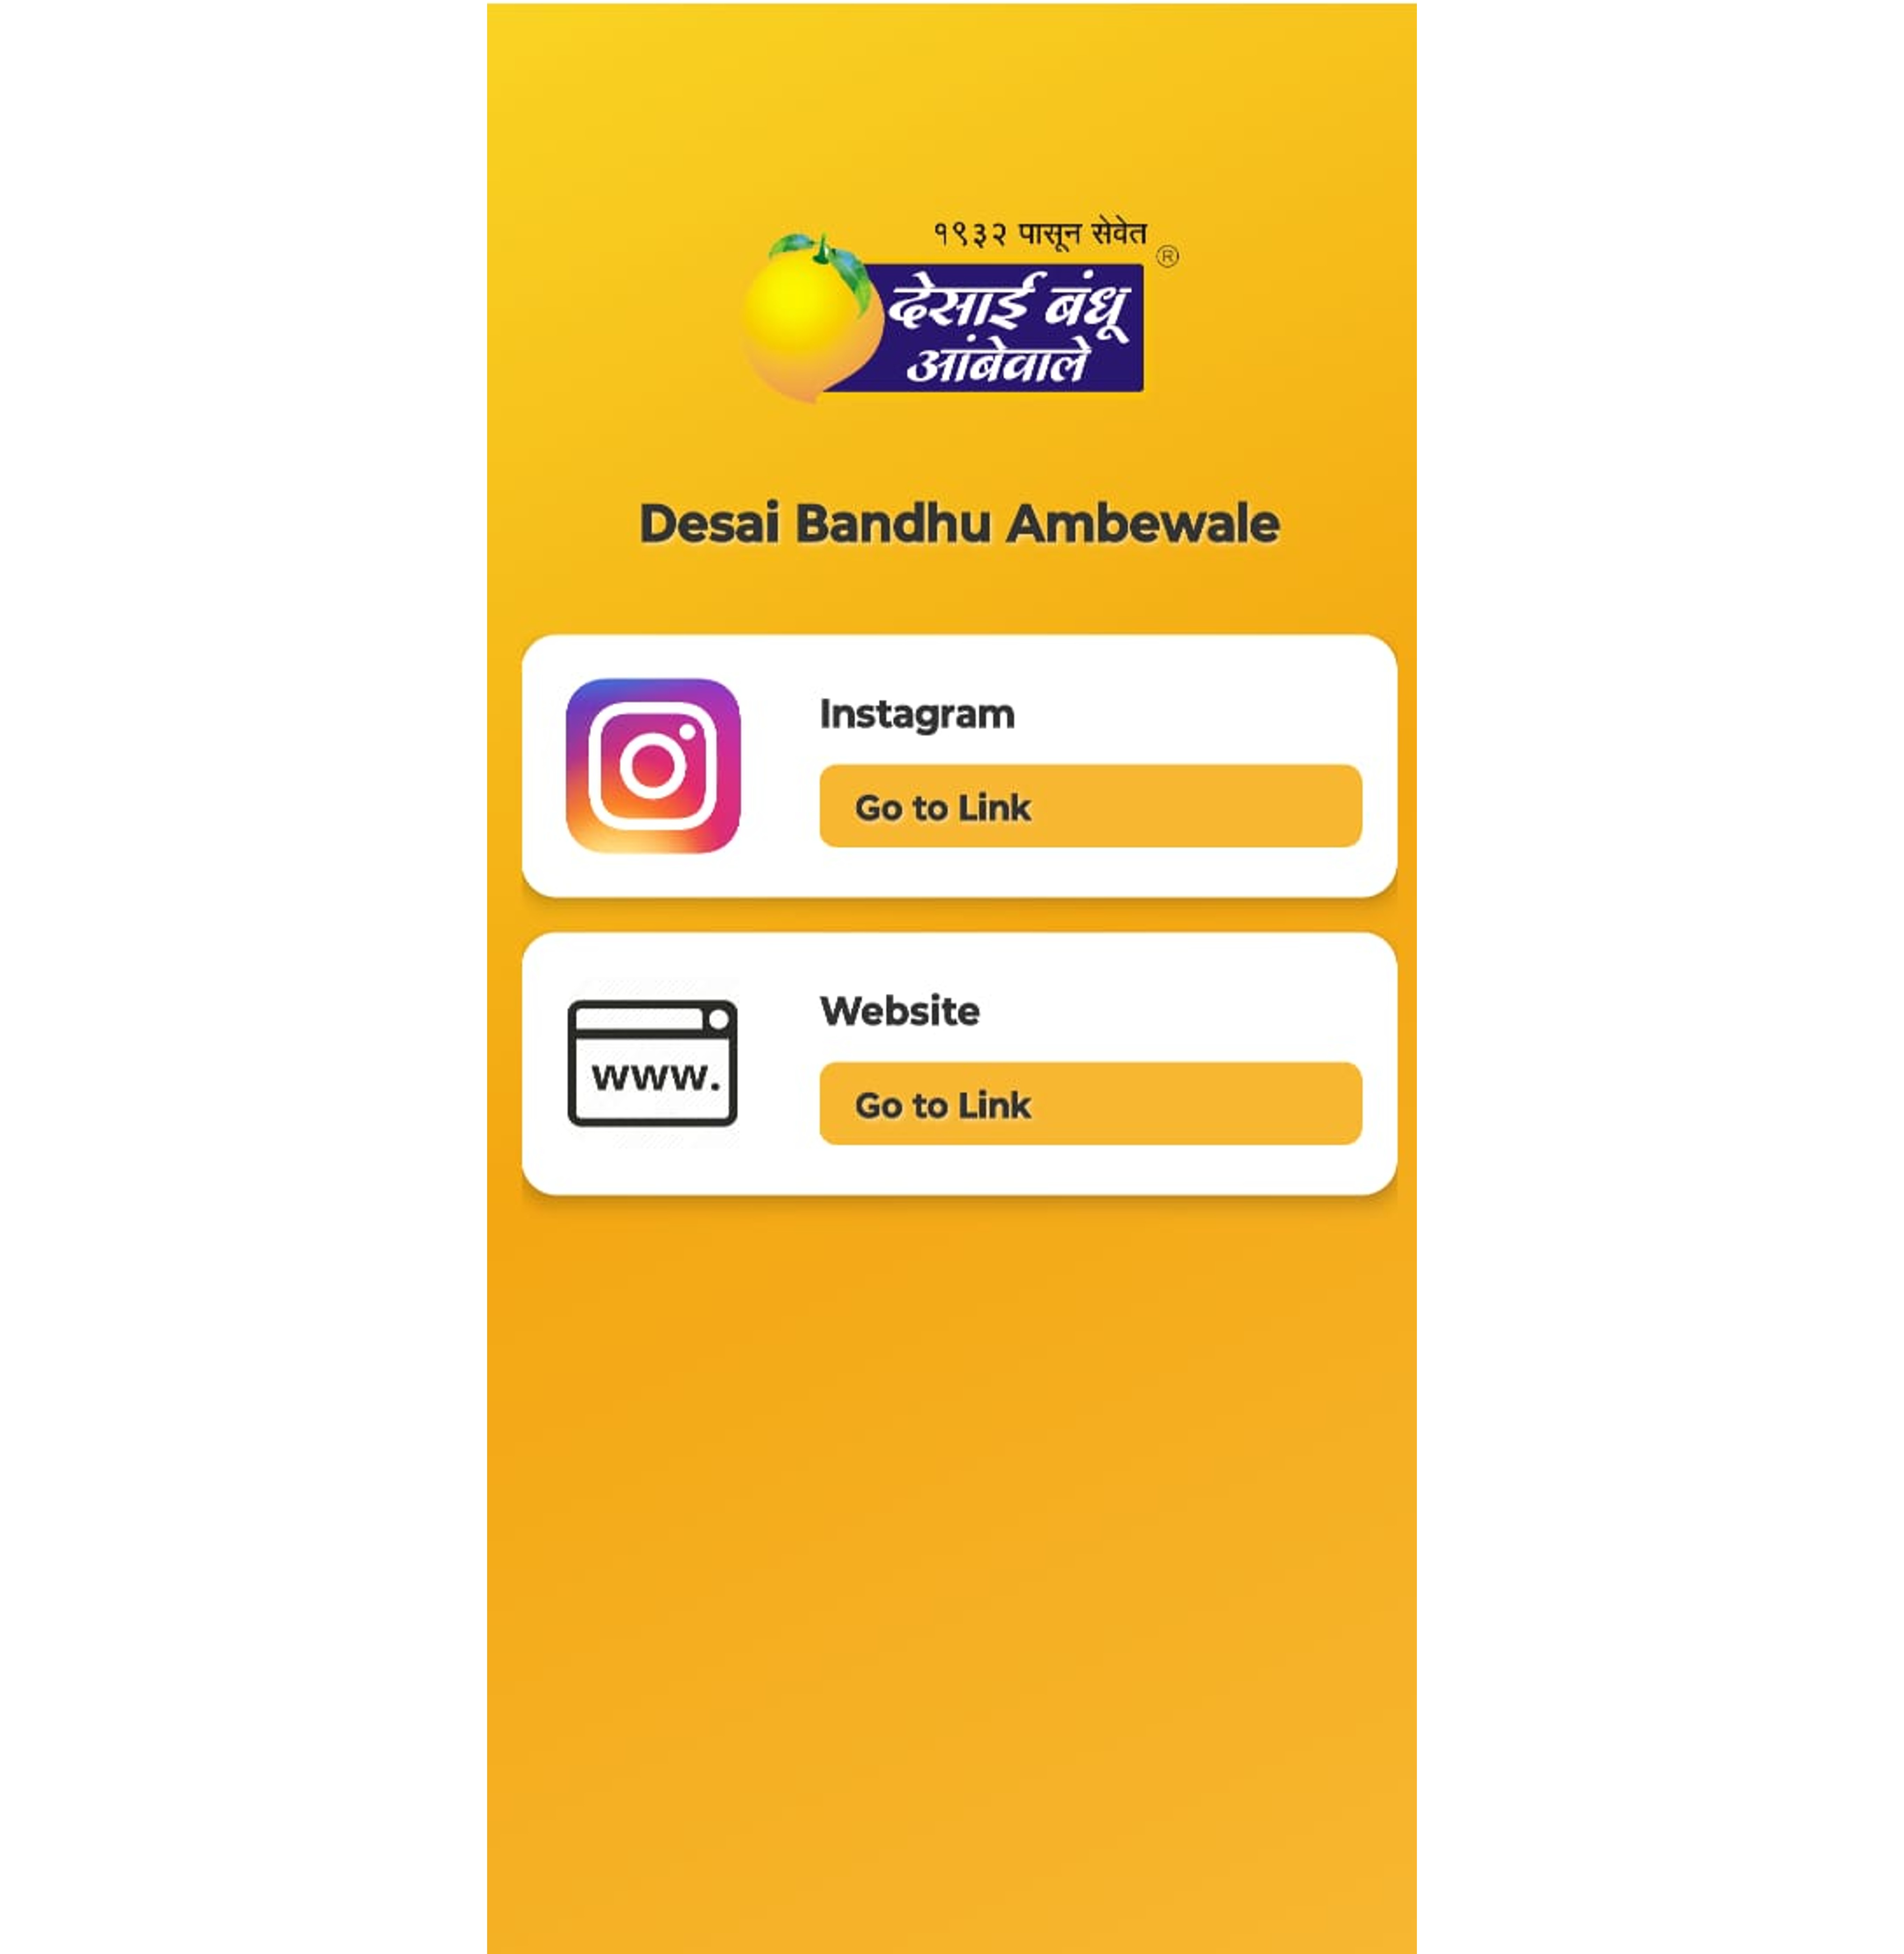 १९३२ पासून सेवेत
®
देसाई बंधू
आंबेवाले
Desai Bandhu Ambewale
Instagram
Go to Link
Website
www.
Go to Link